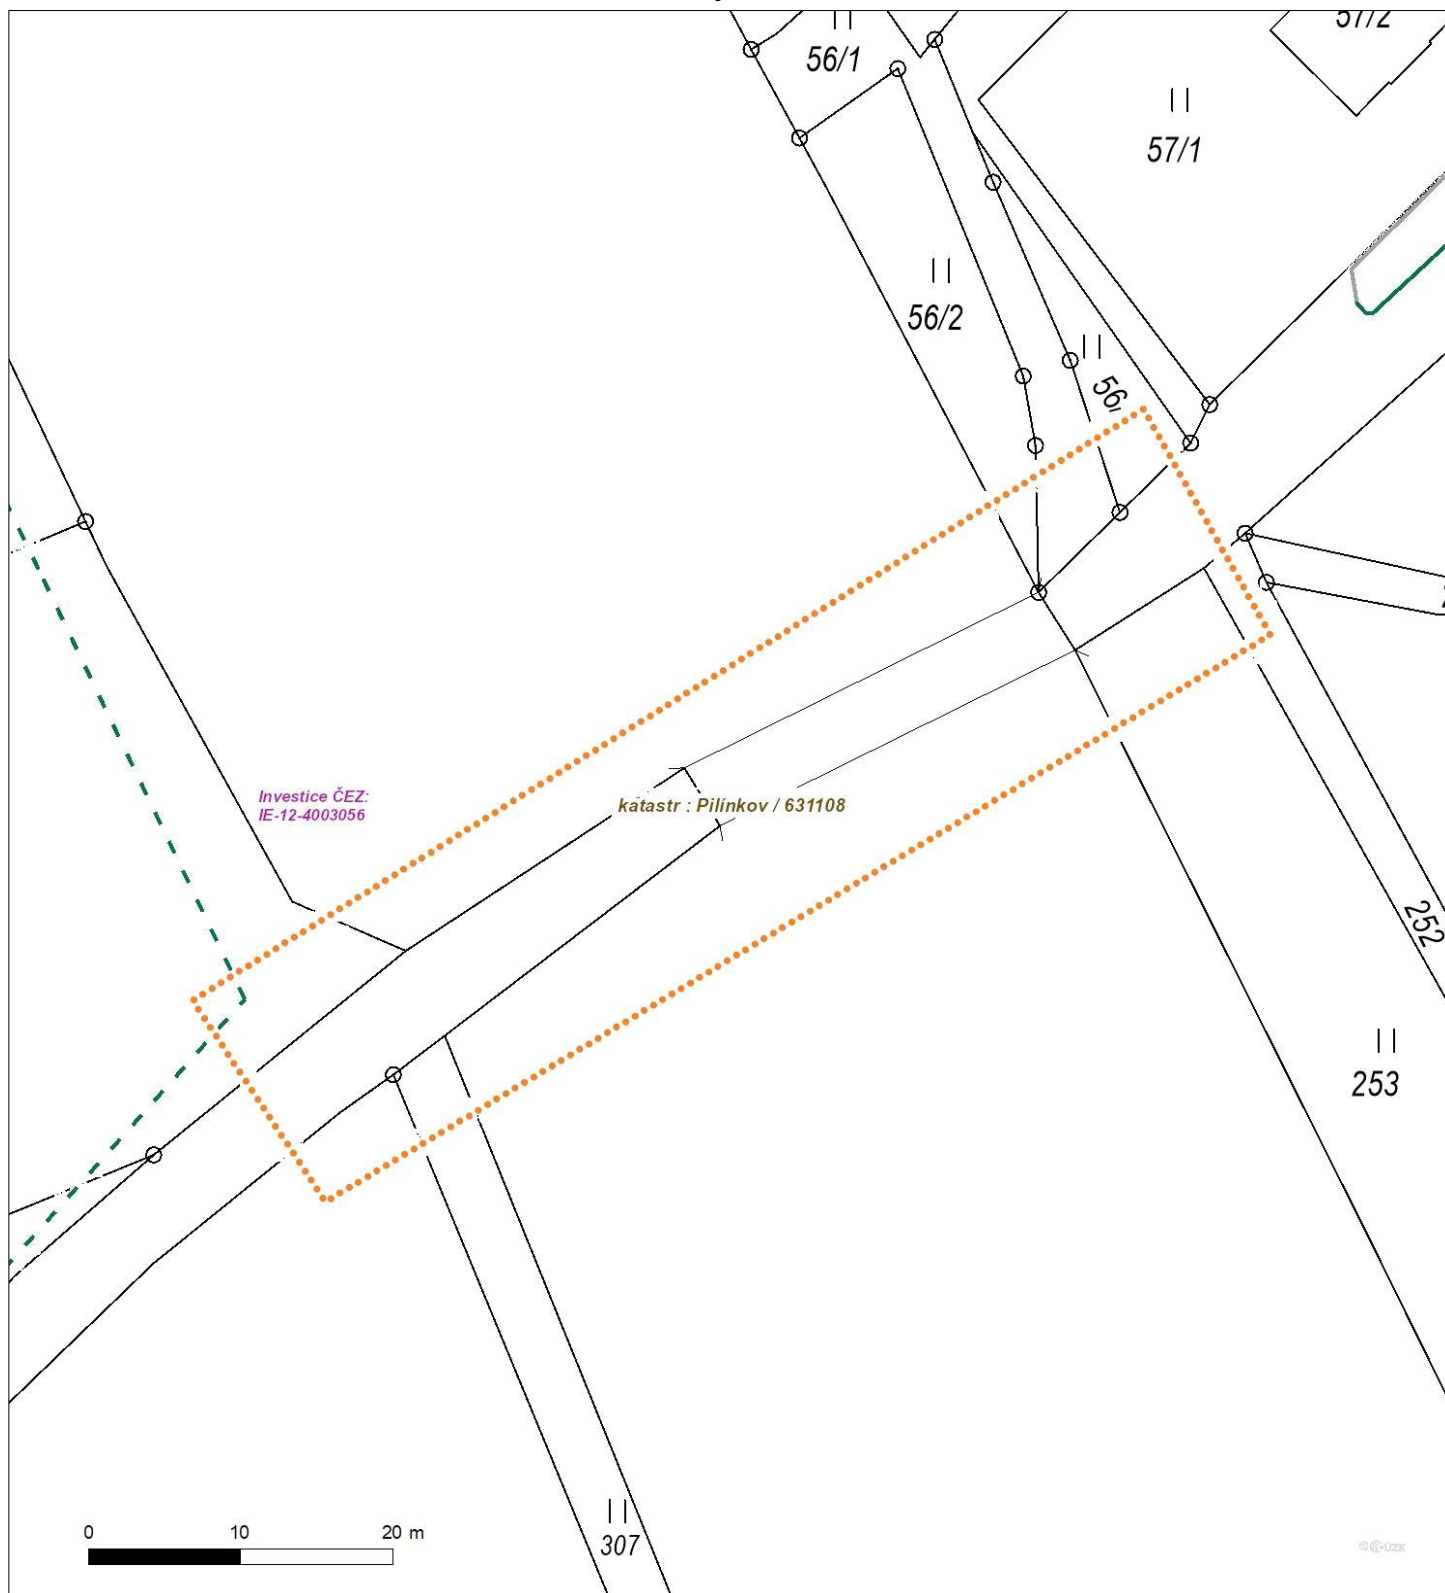 57/2
56/1
57/1
56/2
56
Investice ČEZ:
IE-12-4003056
katastr : Pilínkov / 631108
252
253
307
0 10 20 m